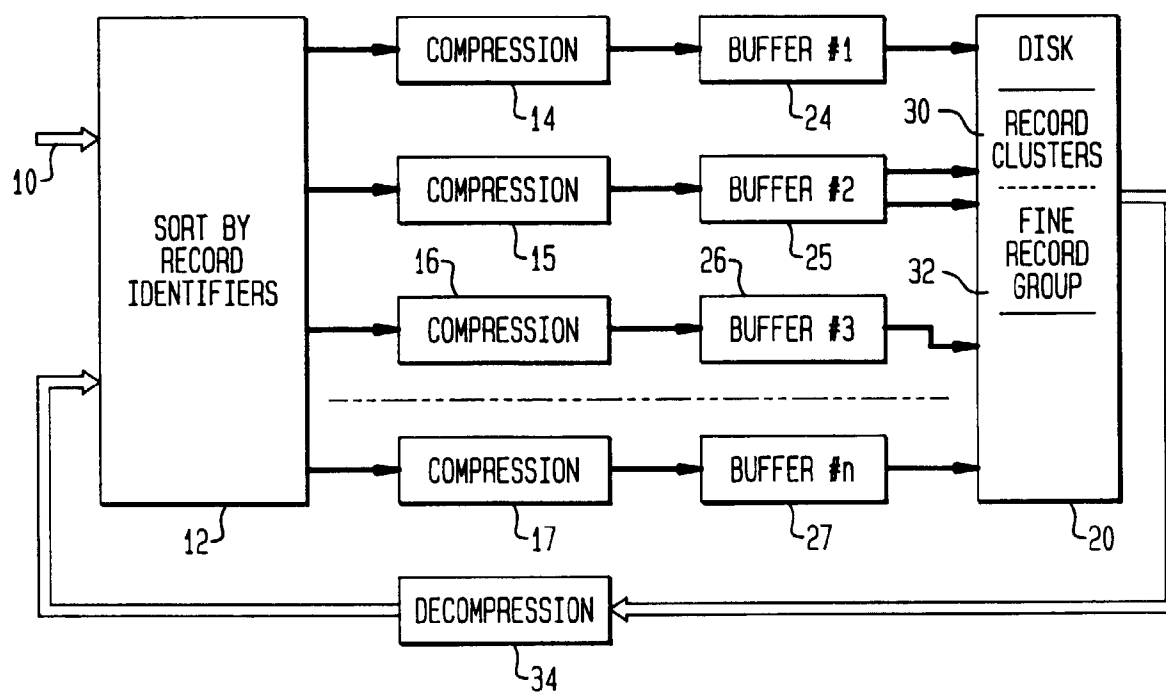 COMPRESSION
BUFFER #1
DISK
14
24
30
RECORD
CLUSTERS
10
COMPRESSION
BUFFER #2
SORT BY
RECORD
IDENTIFIERS
15
25
FINE
RECORD
GROUP
16
26
32
COMPRESSION
BUFFER #3
COMPRESSION
BUFFER #n
12
17
27
20
DECOMPRESSION
34